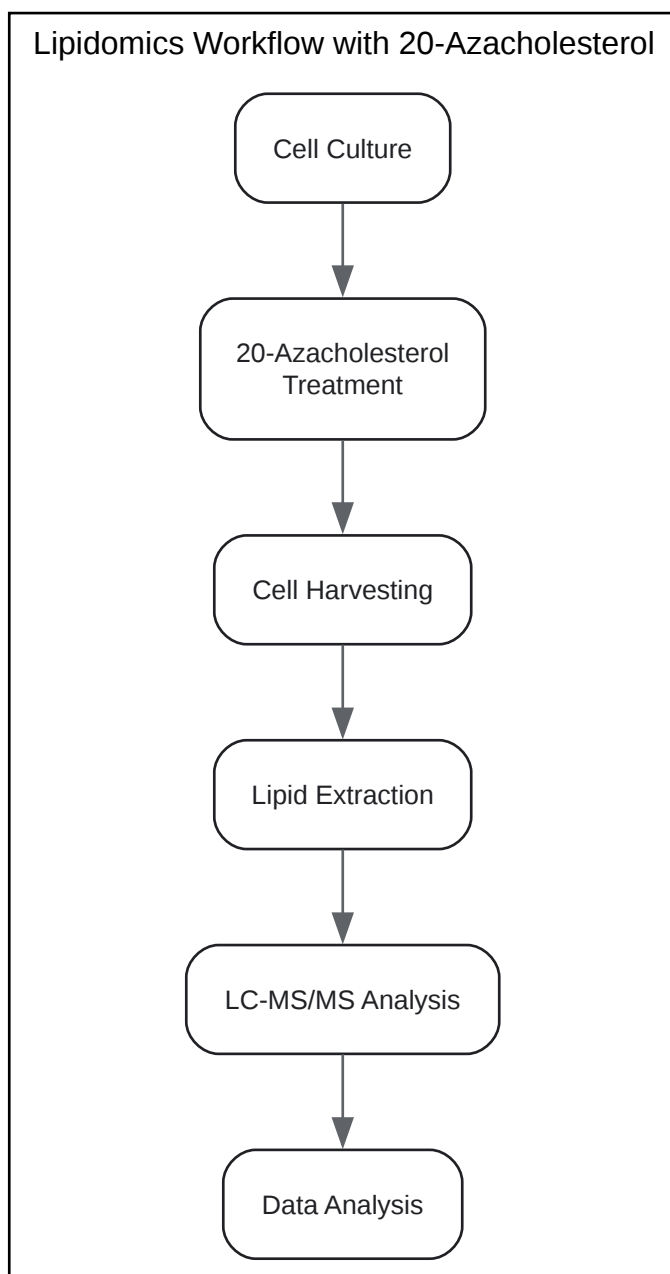 Lipidomics Workflow with 20-Azacholesterol
Cell Culture
20-Azacholesterol
Treatment
Cell Harvesting
Lipid Extraction
LC-MS/MS Analysis
Data Analysis